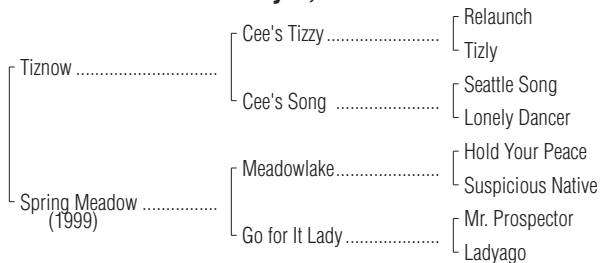 Relaunch
Cee's Tizzy ......................
Tizly
Tiznow ............................
Seattle Song
Cee's Song ....................
Lonely Dancer
Hold Your Peace
Meadowlake....................
Suspicious Native
Spring Meadow ...............
(1999)
Mr. Prospector
Go for It Lady...................
Ladyago